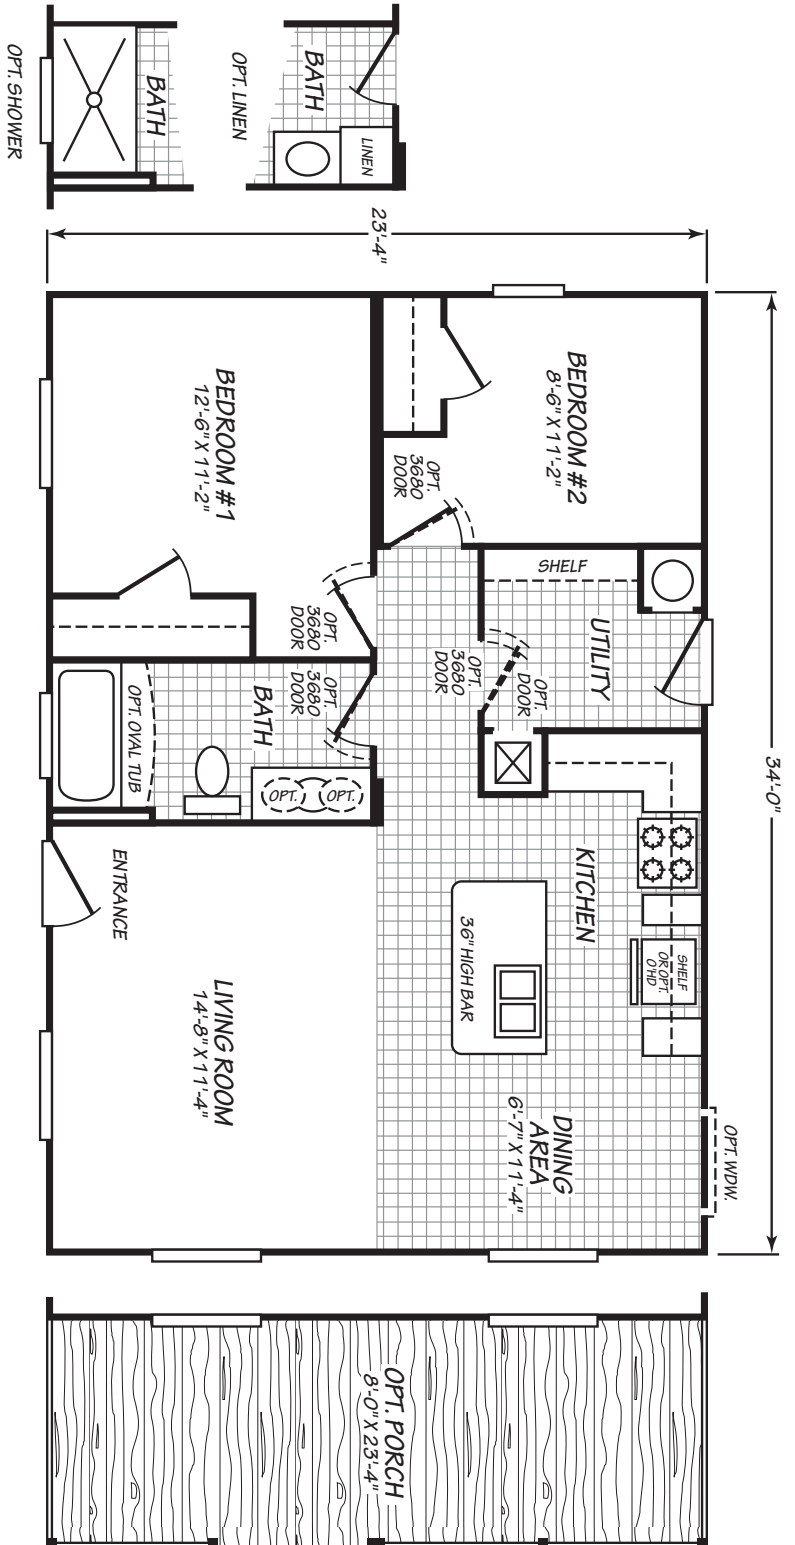 34'-0"
23'-4"
BEDROOM #2
8'-6" X 11'-2"
OPT.
3680
DOOR
SHELF
UTILITY
OPT.
DOOR
OPT.
3680
DOOR
KITCHEN
36" HIGH BAR
SHELF
OR OPT.
O'HD
DINING
AREA
6'-7" X 11'-4"
OPT. WDW.
BEDROOM #1
12'-6" X 11'-2"
OPT.
3680
DOOR
OPT.
3680
DOOR
BATH
OPT.
OPT.
OPT. OVAL TUB
ENTRANCE
LIVING ROOM
14'-8" X 11'-4"
OPT. PORCH
8'-0" X 23'-4"
BATH
LINEN
OPT. LINEN
BATH
OPT. SHOWER